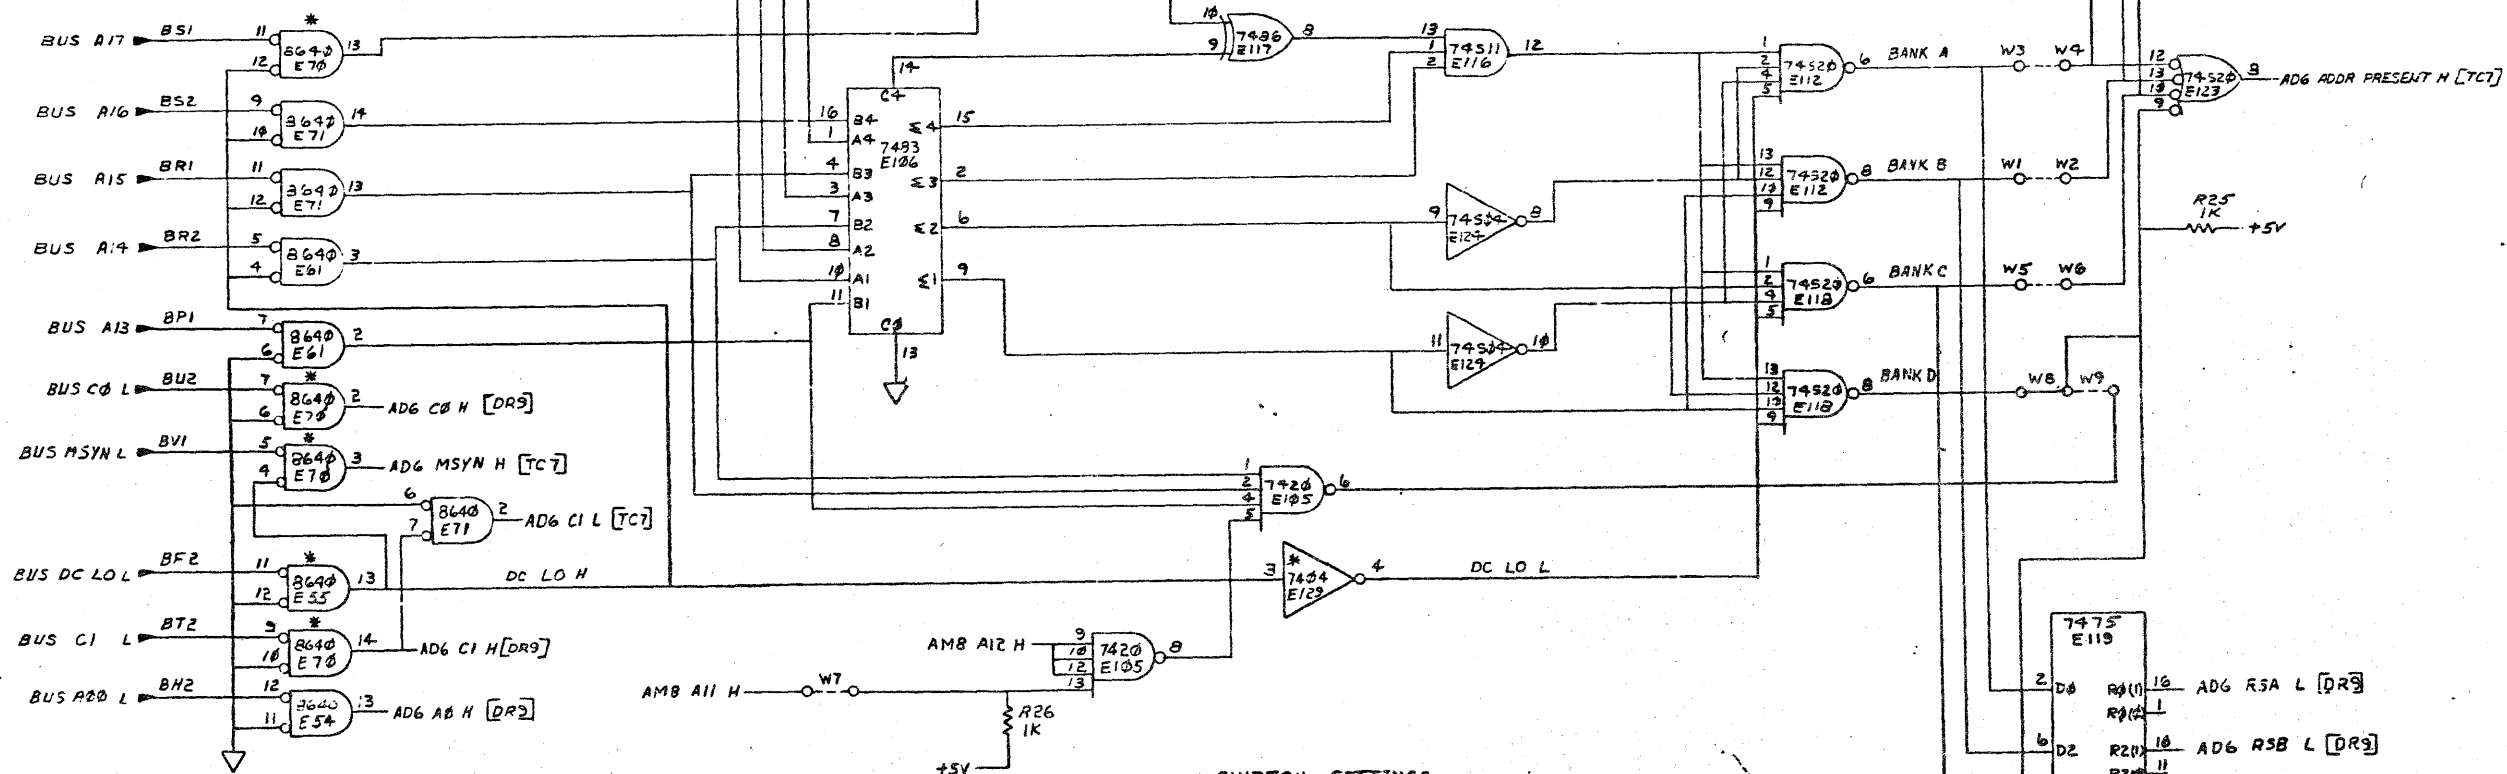 BUS A17 BS1 11 * 8640 E70 13
12
BUS A16 BS2 9 8640 E71 14
10
BUS A15 BR1 11 8640 E71 13
12
BUS A14 BR2 5 8640 E61 3
4
BUS A13 BP1 7 8640 E61 2
6
BUS C0 L BU2 7 * 8640 E70 2 AD6 C0 H [DR9]
6
BUS MSYN L BV1 5 * 8640 E70 3 AD6 MSYN H [TC7]
4
6 8640 E71 2 AD6 C1 L [TC7]
7
BUS DC LO L BF2 11 * 8640 E55 13 DC LO H
12
BUS C1 L BT2 9 * 8640 E70 14 AD6 C1 H [DR9]
10
BUS A00 L BH2 12 8640 E54 13 AD6 A0 H [DR9]
11
14
C4
16 B4 Σ4 15
1 A4
7483
E106
4 B3 Σ3 2
3 A3
7 B2 Σ2 6
8 A2
10 A1 Σ1 9
11 B1
C0
13
10 7486 8
9 E117
13 74S11 12
1 E116
2
9 74S04 8
E124
11 74S04 10
E124
1 2 4 5 74S20 E112 6 BANK A W3 W4
13 12 10 9 74S20 E112 8 BANK B W1 W2
1 2 4 5 74S20 E118 6 BANK C W5 W6
13 12 10 9 74S20 E118 8 BANK D W8 W9
12 13 10 9 74S20 E123 8 AD6 ADDR PRESENT H [TC7]
R25
1K
+5V
1 2 4 5 7420 E105 6
3 * 7404 E129 4 DC LO L
AM8 A12 H 9 10 12 13 7420 E105 8
AM8 A11 H W7
R26
1K
+5V
7475
E119
2 D0 R0(1) 16 AD6 RSA L [DR9]
R0(0) 1
6 D2 R2(1) 10 AD6 RSB L [DR9]
11